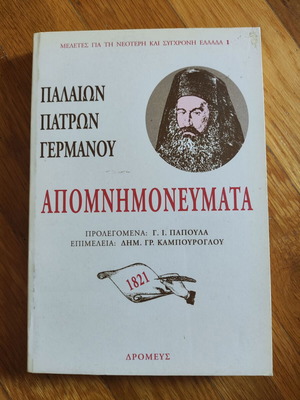 ΜΕΛΕΤΕΣ ΓΙΑ ΤΗ ΝΕΟΤΕΡΗ ΚΑΙ ΣΥΓΧΡΟΝΗ ΕΛΛΑΔΑ 1
ΠΑΛΑΙΩΝ
ΠΑΤΡΩΝ
ΓΕΡΜΑΝΟΥ
ΑΠΟΜΝΗΜΟΝΕΥΜΑΤΑ
ΠΡΟΛΕΓΟΜΕΝΑ: Γ. Ι. ΠΑΠΟΥΛΑ
ΕΠΙΜΕΛΕΙΑ: ΔΗΜ. ΓΡ. ΚΑΜΠΟΥΡΟΓΛΟΥ
1821
ΔΡΟΜΕΥΣ